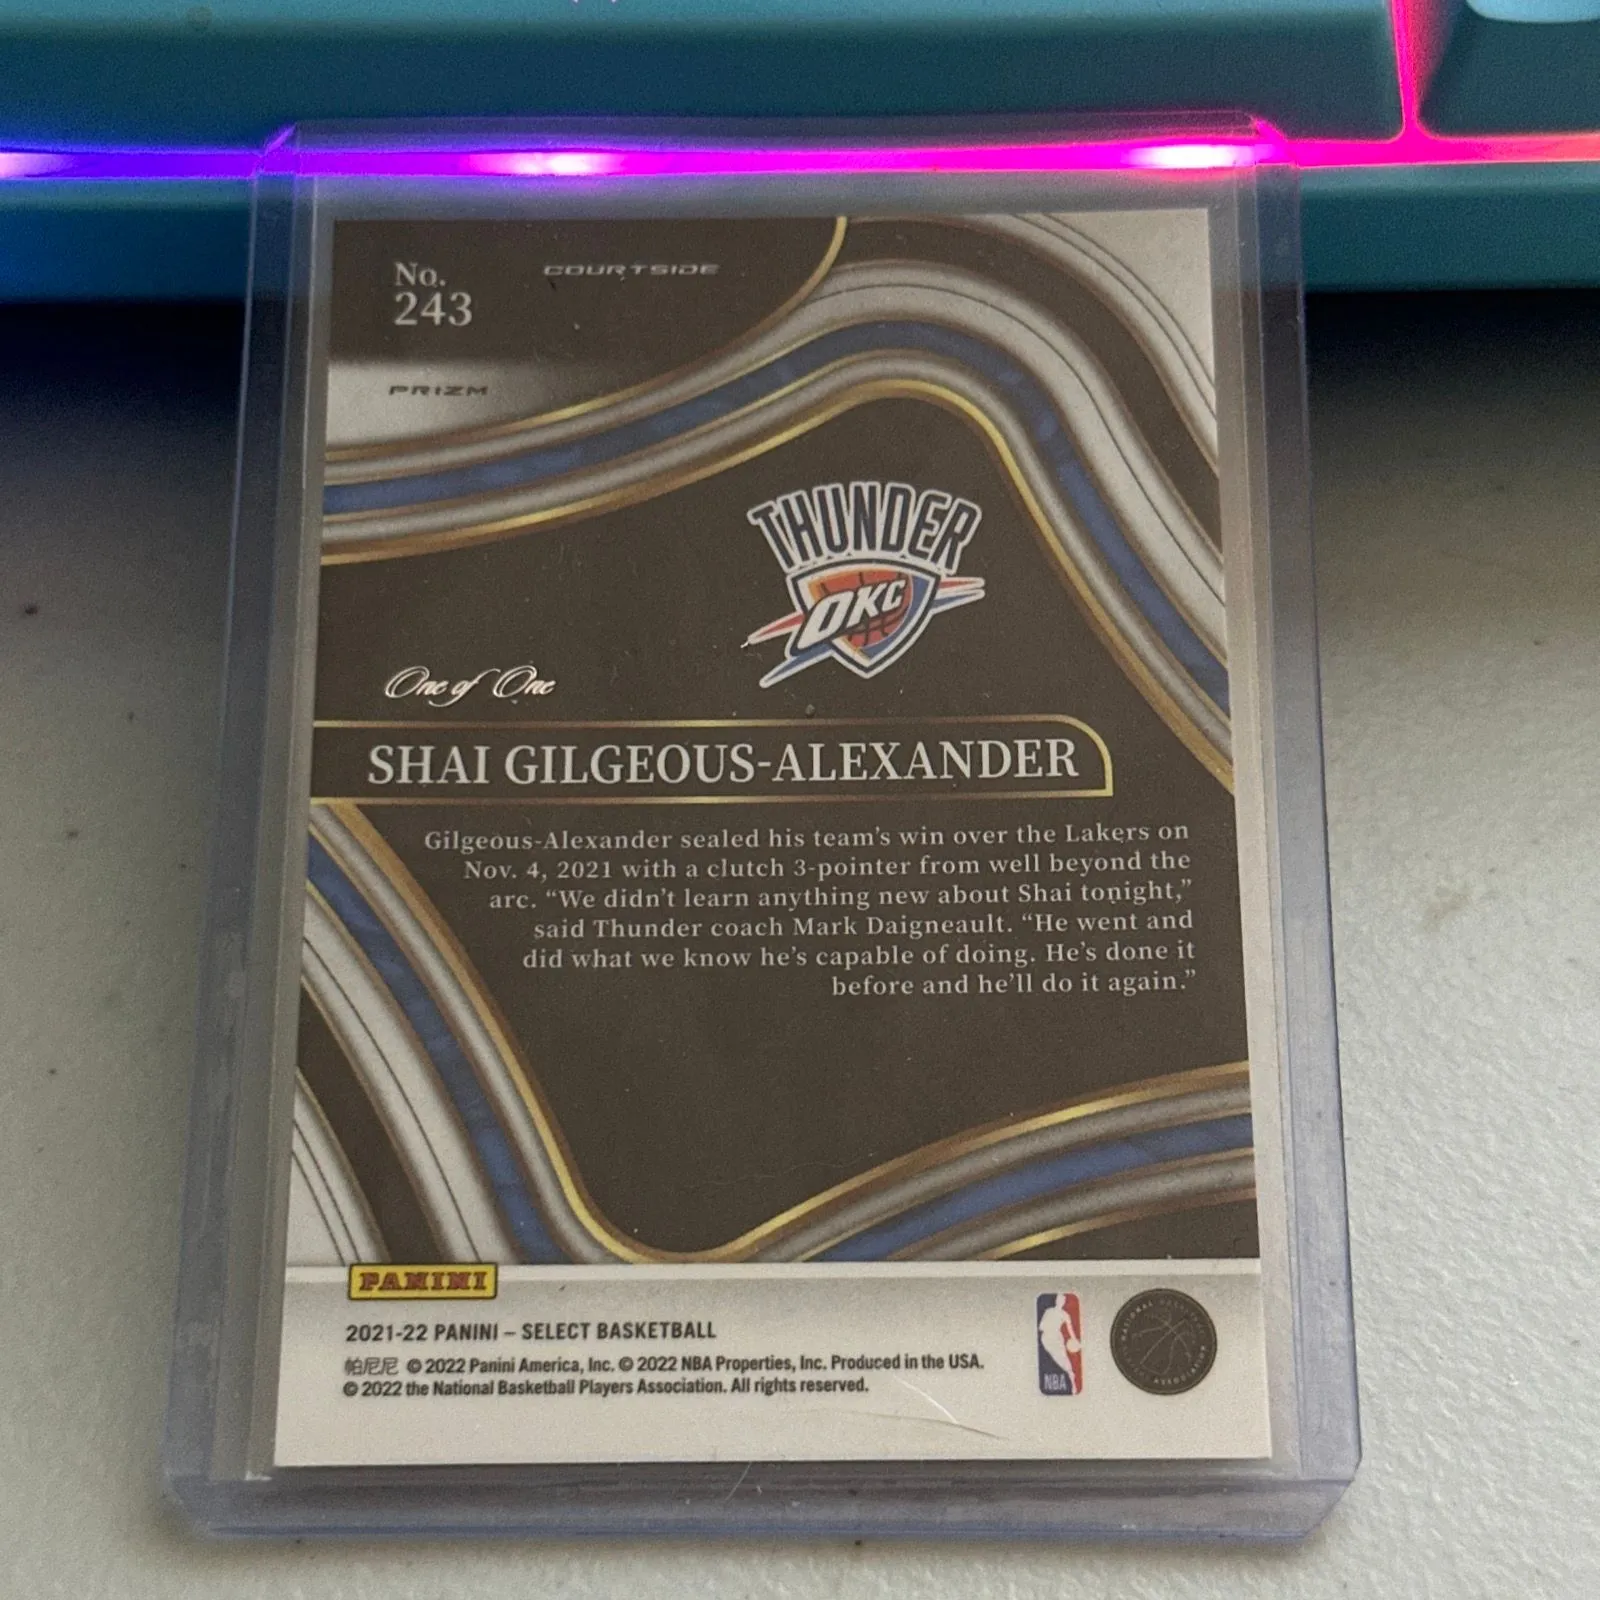 No.
243
COURTSIDE
PRIZM
THUNDER
OKC
One of One
SHAI GILGEOUS-ALEXANDER
Gilgeous-Alexander sealed his team's win over the Lakers on
Nov. 4, 2021 with a clutch 3-pointer from well beyond the
arc. “We didn't learn anything new about Shai tonight,”
said Thunder coach Mark Daigneault. “He went and
did what we know he's capable of doing. He's done it
before and he'll do it again.”
PANINI
2021-22 PANINI – SELECT BASKETBALL
帕尼尼 © 2022 Panini America, Inc. © 2022 NBA Properties, Inc. Produced in the USA.
© 2022 the National Basketball Players Association. All rights reserved.
NBA
NATIONAL BASKETBALL
PLAYERS ASSOCIATION